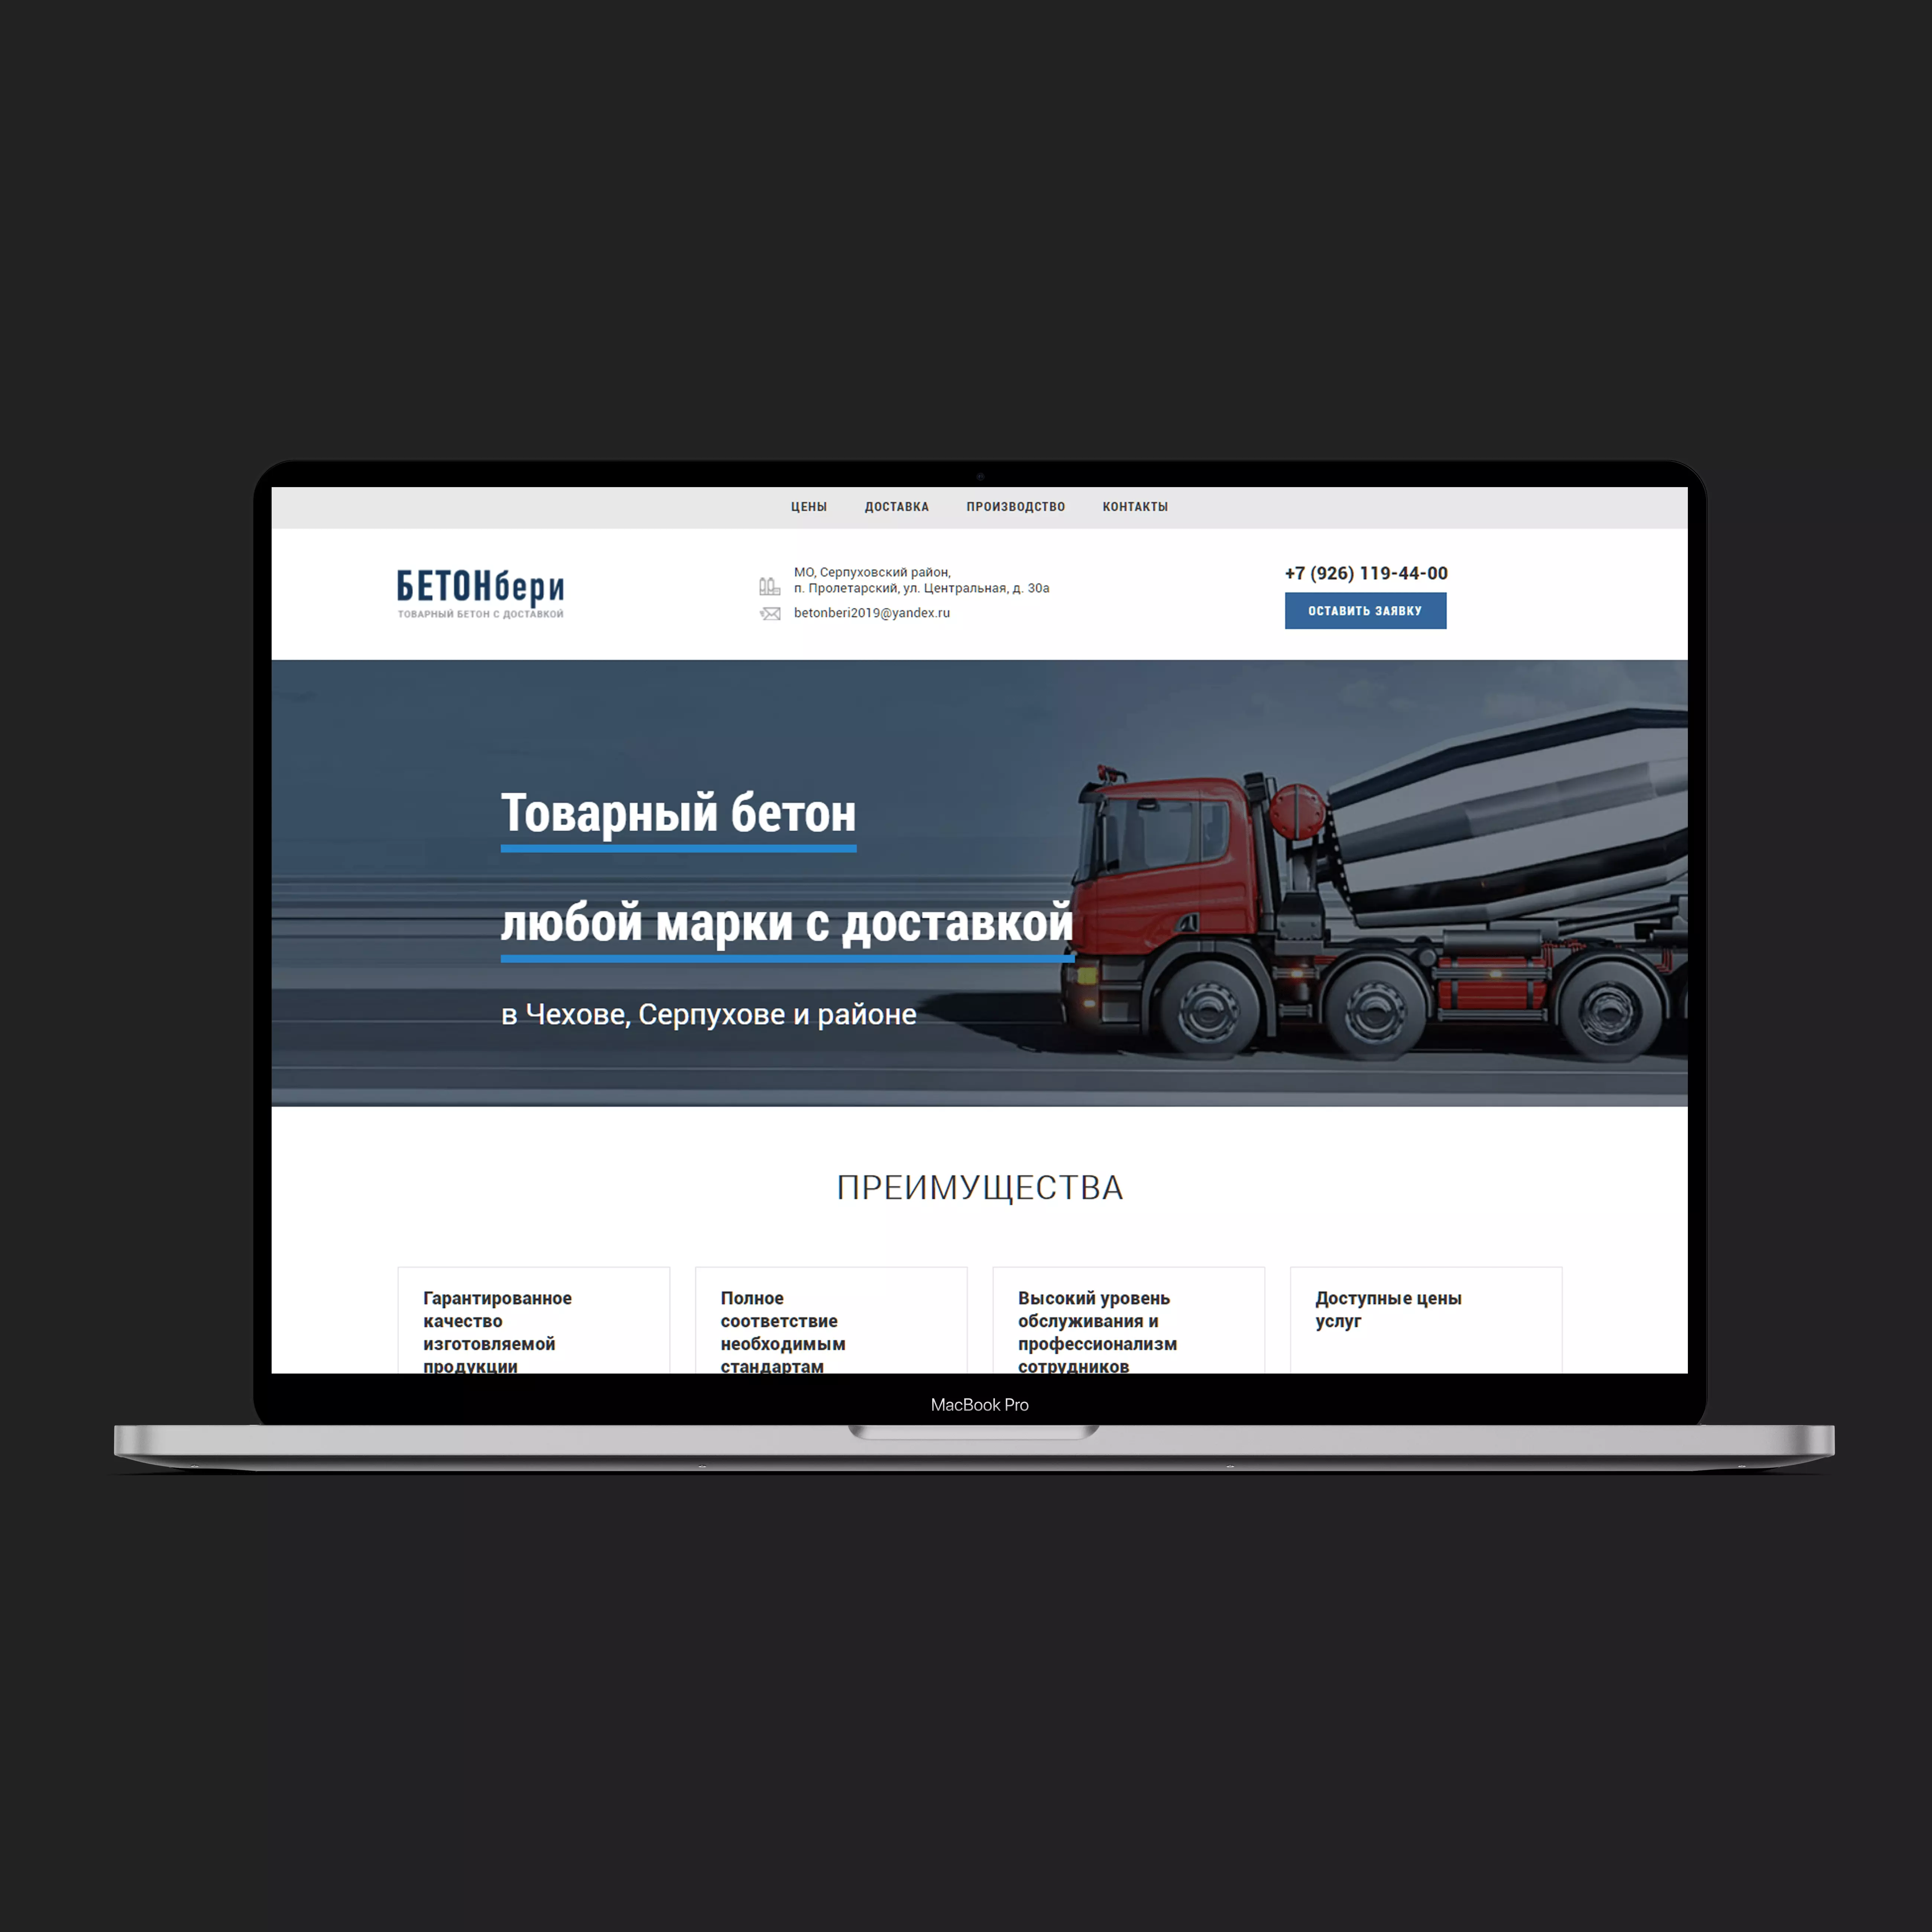 ЦЕНЫ ДОСТАВКА ПРОИЗВОДСТВО КОНТАКТЫ
БЕТОНбери
ТОВАРНЫЙ БЕТОН С ДОСТАВКОЙ
МО, Серпуховский район,
п. Пролетарский, ул. Центральная, д. 30а
betonberi2019@yandex.ru
+7 (926) 119-44-00
ОСТАВИТЬ ЗАЯВКУ
Товарный бетон
любой марки с доставкой
в Чехове, Серпухове и районе
ПРЕИМУЩЕСТВА
Гарантированное
качество
изготовляемой
продукции
Полное
соответствие
необходимым
стандартам
Высокий уровень
обслуживания и
профессионализм
сотрудников
Доступные цены
услуг
MacBook Pro